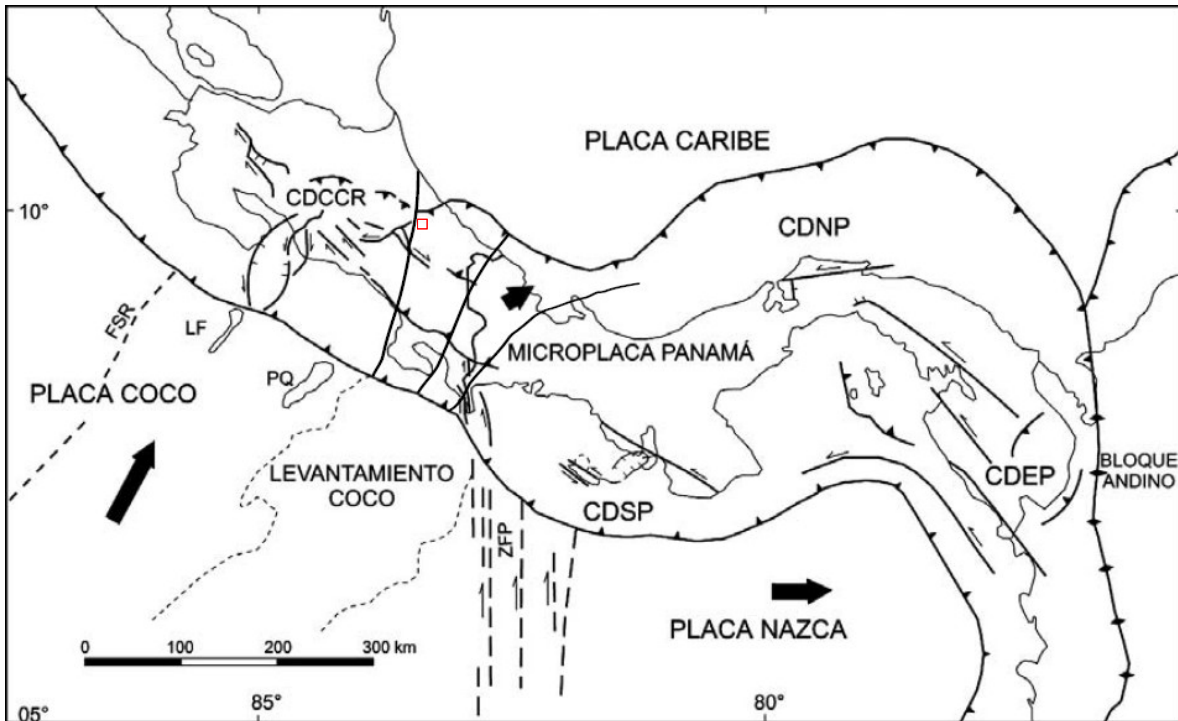 PLACA CARIBE
CDCCR
10°
CDNP
FSR
LF
MICROPLACA PANAMÁ
PQ
PLACA COCO
LEVANTAMIENTO
COCO
CDEP
BLOQUE
ANDINO
CDSP
ZFP
PLACA NAZCA
0 100 200 300 km
05° 85° 80°